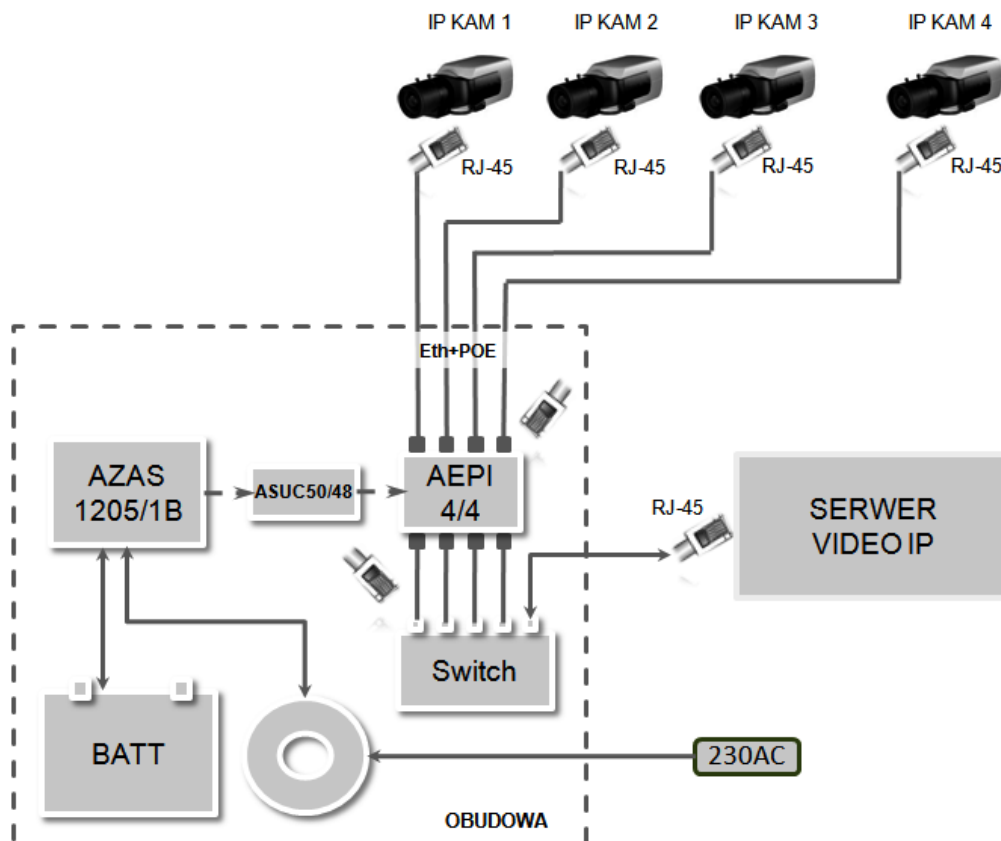 IP KAM 1
IP KAM 2
IP KAM 3
IP KAM 4
RJ-45
RJ-45
RJ-45
RJ-45
Eth+POE
AZAS
1205/1B
ASUC50/48
AEPI
4/4
RJ-45
SERWER
VIDEO IP
Switch
BATT
230AC
OBUDOWA